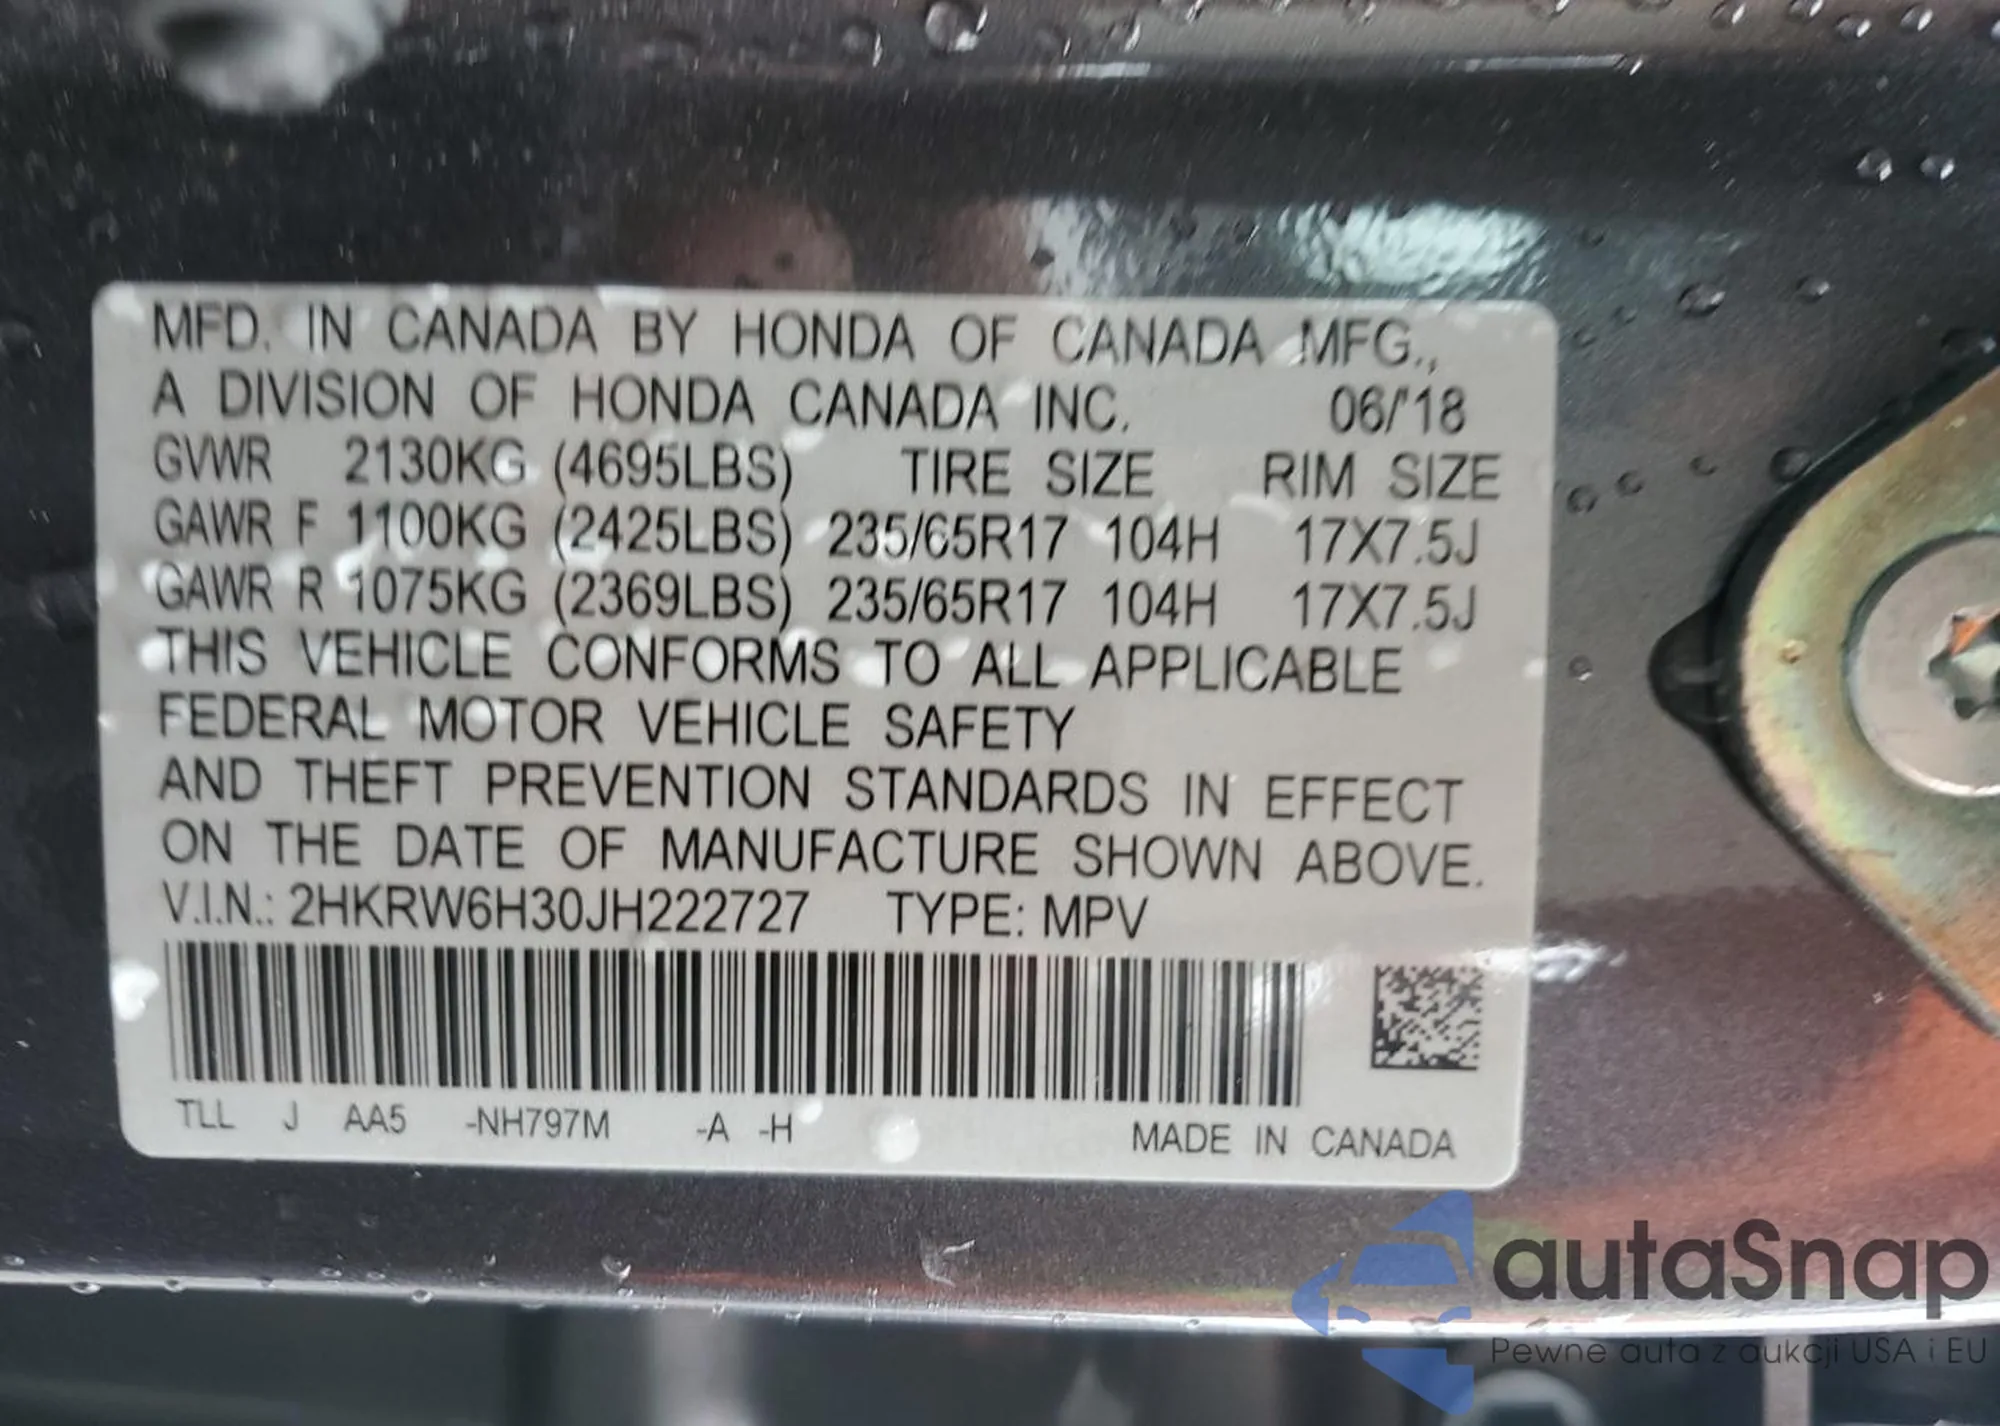 MFD. IN CANADA BY HONDA OF CANADA MFG.,
A DIVISION OF HONDA CANADA INC. 06/'18
GVWR 2130KG (4695LBS) TIRE SIZE RIM SIZE
GAWR F 1100KG (2425LBS) 235/65R17 104H 17X7.5J
GAWR R 1075KG (2369LBS) 235/65R17 104H 17X7.5J
THIS VEHICLE CONFORMS TO ALL APPLICABLE
FEDERAL MOTOR VEHICLE SAFETY
AND THEFT PREVENTION STANDARDS IN EFFECT
ON THE DATE OF MANUFACTURE SHOWN ABOVE.
V.I.N.: 2HKRW6H30JH222727 TYPE: MPV
TLL J AA5 -NH797M -A -H MADE IN CANADA
autaSnap
Pewne auta z aukcji USA i EU